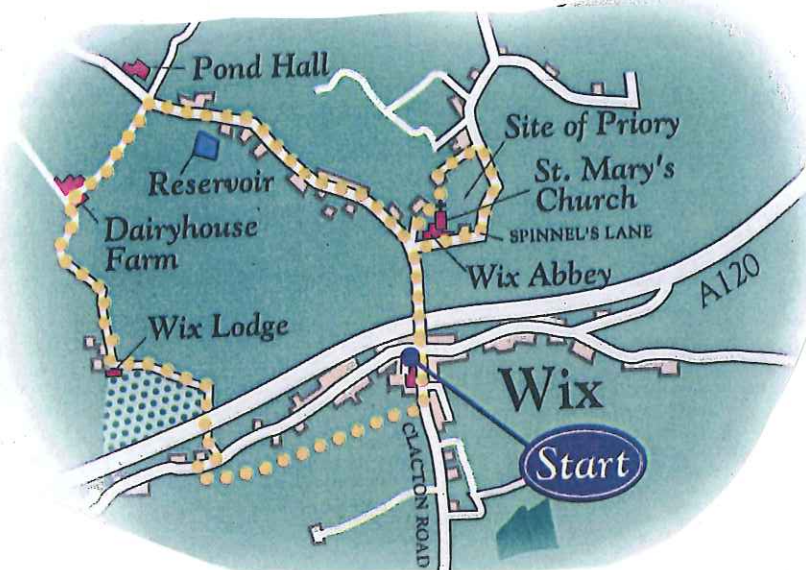 Pond Hall
Site of Priory
Reservoir
St. Mary's
Church
Dairyhouse
Farm
SPINNEL'S LANE
Wix Abbey
A120
Wix Lodge
Wix
Start
CLACTON ROAD